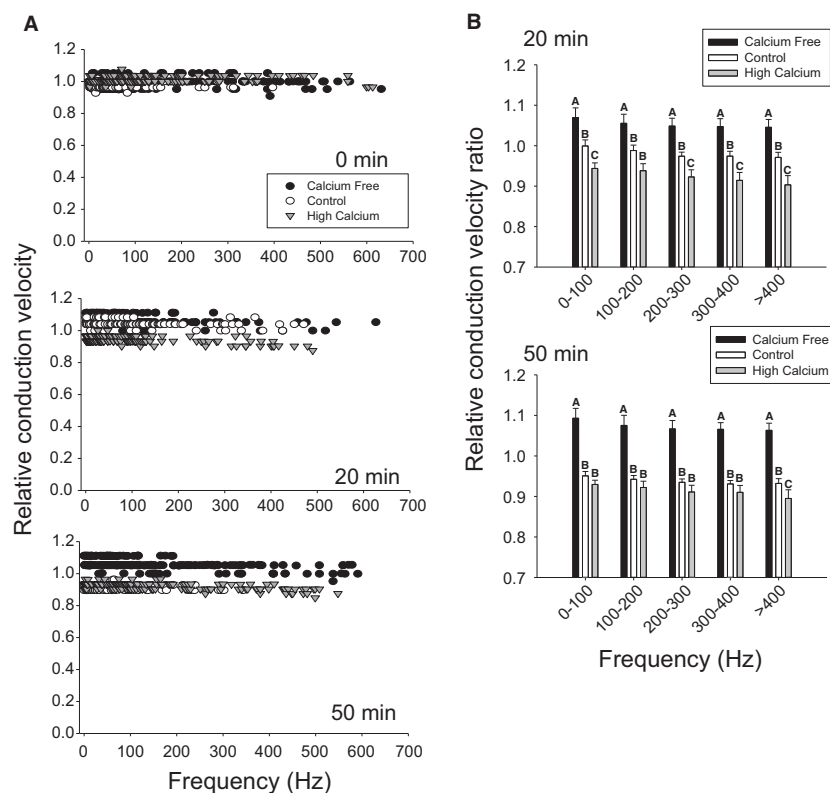 A
Relative conduction velocity
1.2
1.0
0.8
0.6
0.4
0.2
0.0
0 min
Calcium Free
Control
High Calcium
0 100 200 300 400 500 600 700
1.2
1.0
0.8
0.6
0.4
0.2
0.0
20 min
0 100 200 300 400 500 600 700
1.2
1.0
0.8
0.6
0.4
0.2
0.0
50 min
0 100 200 300 400 500 600 700
Frequency (Hz)
B
Relative conduction velocity ratio
20 min
Calcium Free
Control
High Calcium
1.2
1.1
1.0
0.9
0.8
0.7
A B C A B B A B C A B C A B C
0-100 100-200 200-300 300-400 >400
50 min
Calcium Free
Control
High Calcium
1.2
1.1
1.0
0.9
0.8
0.7
A B B A B B A B B A B B A B C
0-100 100-200 200-300 300-400 >400
Frequency (Hz)